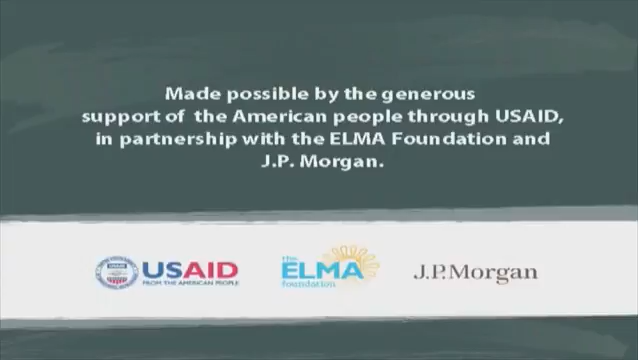 Made possible by the generous
support of the American people through USAID,
in partnership with the ELMA Foundation and
J.P. Morgan.
USAID
USAID
FROM THE AMERICAN PEOPLE
the
ELMA
foundation
J.P.Morgan